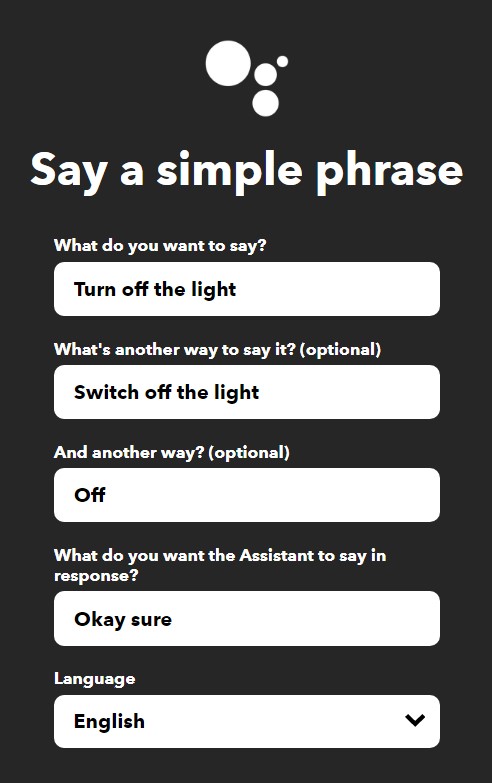 Say a simple phrase
What do you want to say?
Turn off the light
What's another way to say it? (optional)
Switch off the light
And another way? (optional)
Off
What do you want the Assistant to say in
response?
Okay sure
Language
English